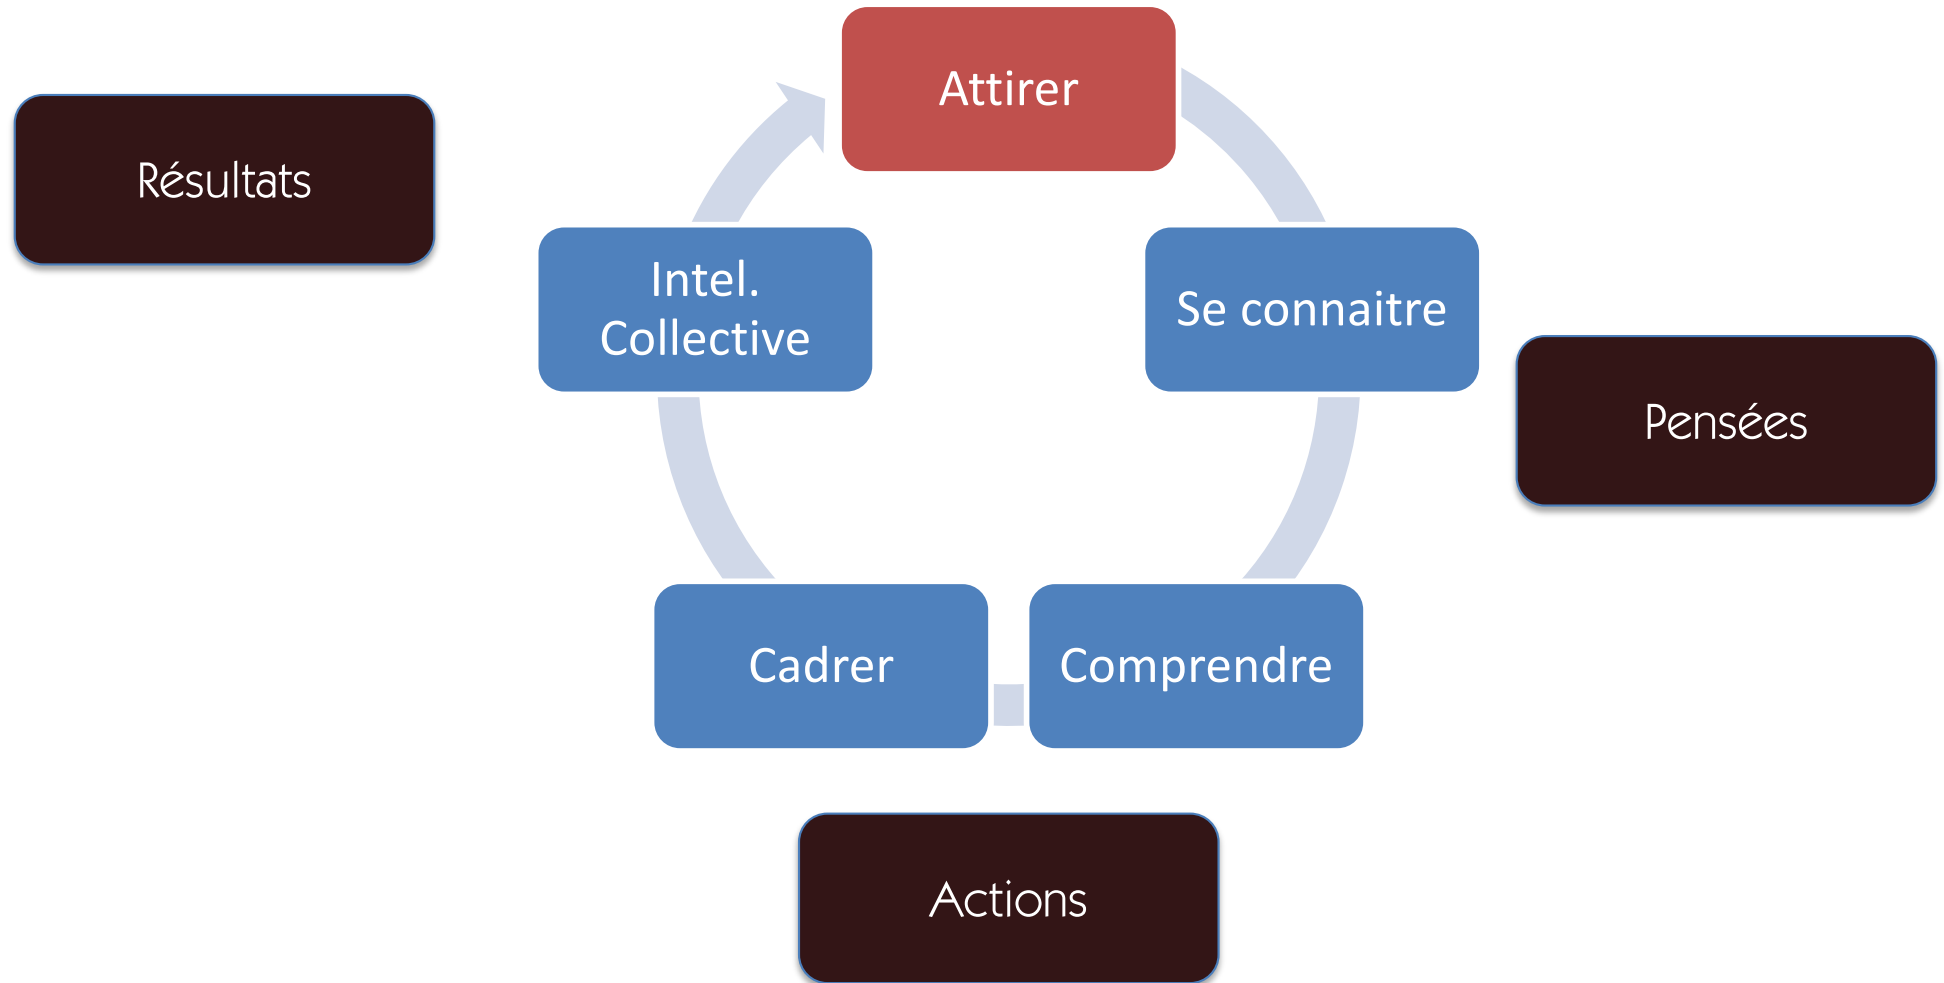 Attirer
Résultats
Intel.
Collective
Se connaitre
Pensées
Cadrer
Comprendre
Actions